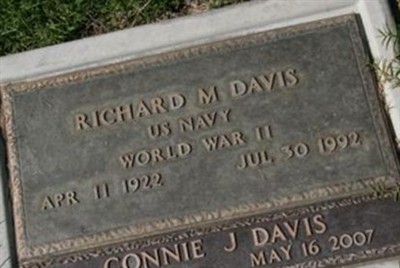 RICHARD M DAVIS
US NAVY
WORLD WAR II
APR 11 1922 JUL 30 1992
CONNIE J DAVIS
MAY 16 2007